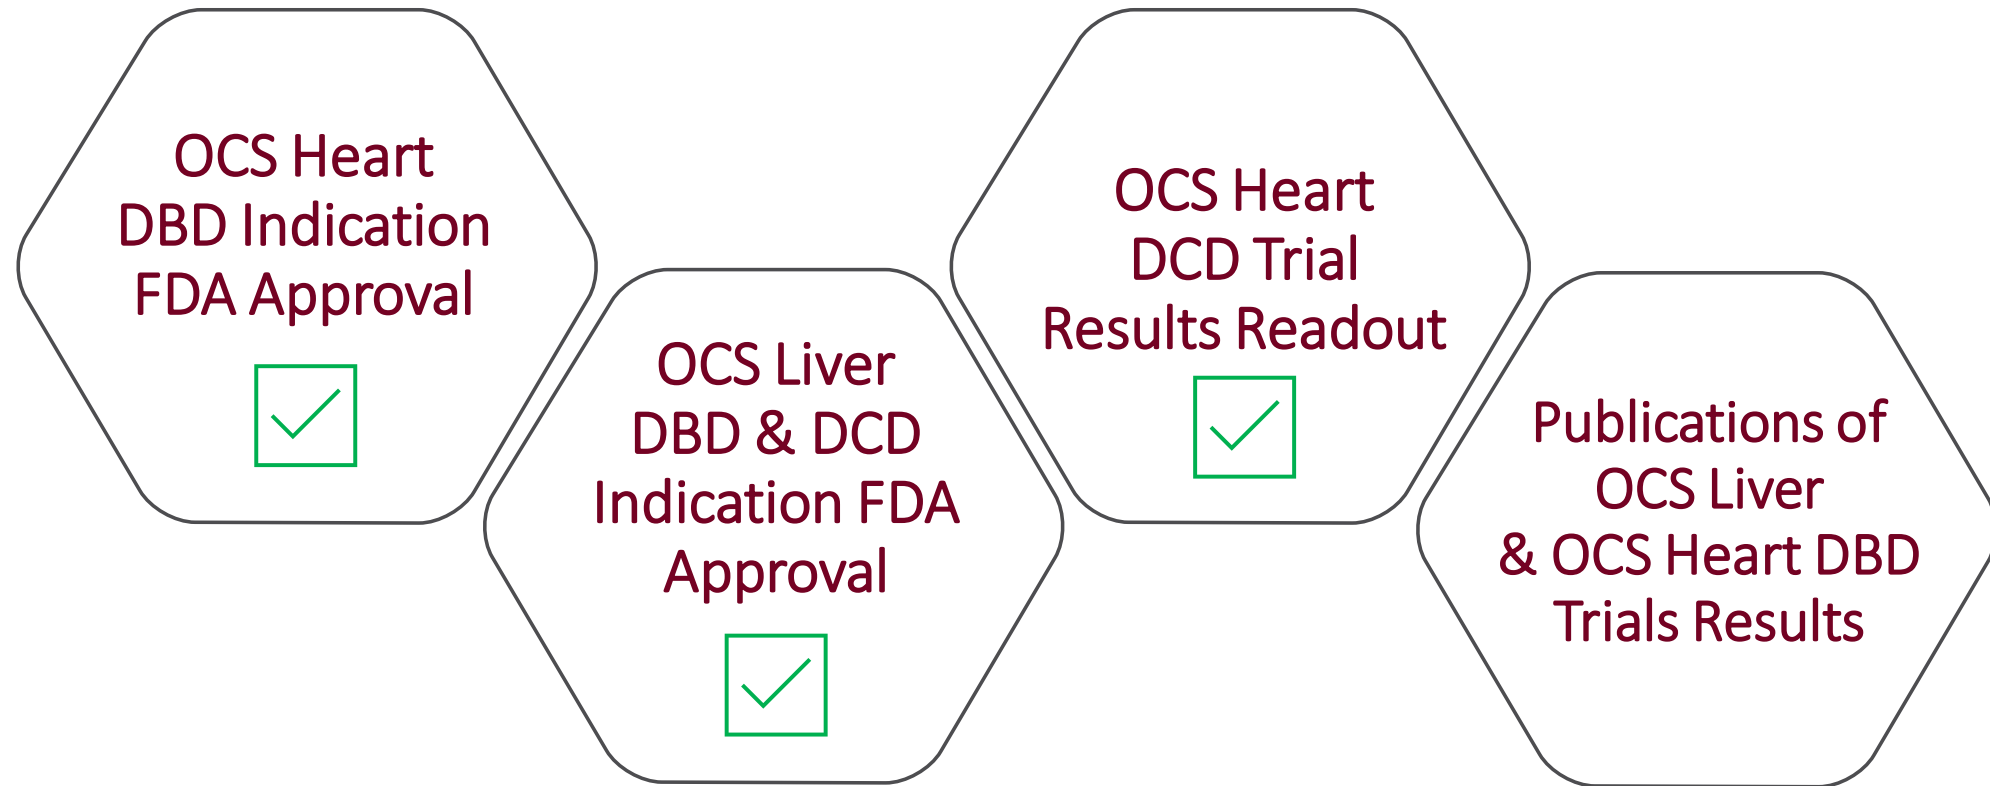 OCS Heart
DBD Indication
FDA Approval
OCS Liver
DBD & DCD
Indication FDA
Approval
OCS Heart
DCD Trial
Results Readout
Publications of
OCS Liver
& OCS Heart DBD
Trials Results